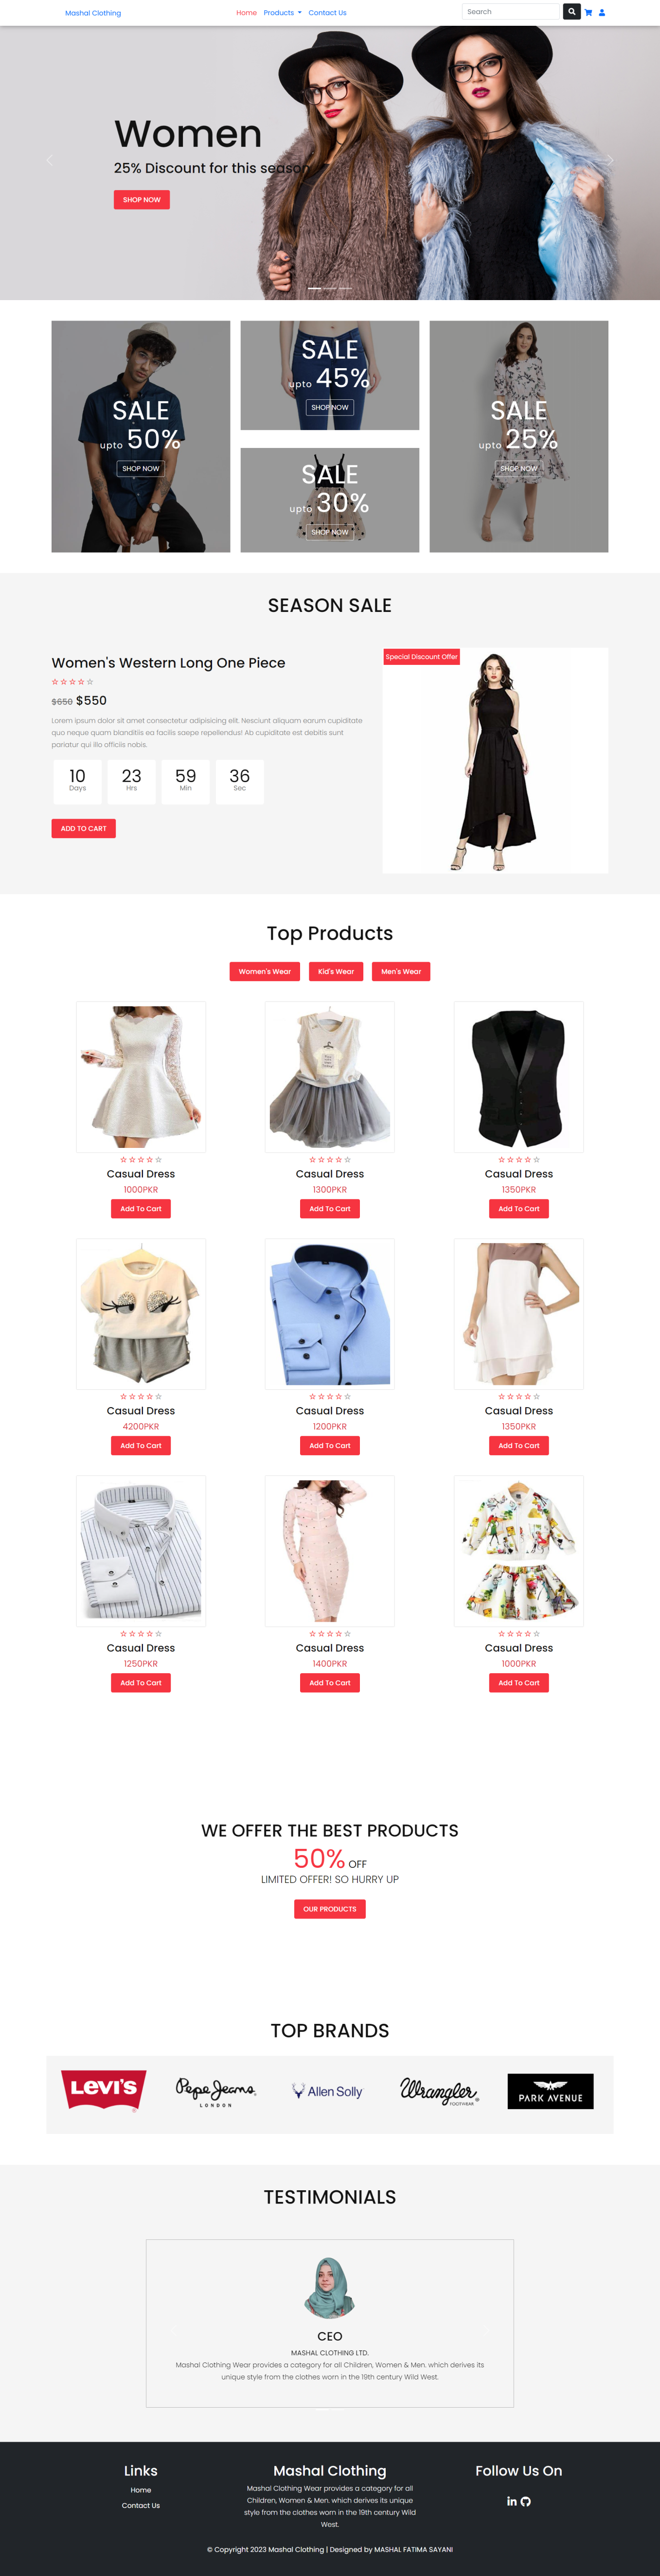 Mashal Clothing
Home Products Contact Us
Search
Women
25% Discount for this season
SHOP NOW
SALE
upto 50%
SHOP NOW
SALE
upto 45%
SHOP NOW
SALE
upto 30%
SHOP NOW
SALE
upto 25%
SHOP NOW
SEASON SALE
Women's Western Long One Piece
$650 $550
Lorem ipsum dolor sit amet consectetur adipisicing elit. Nesciunt aliquam earum cupiditate
quo neque quam blanditiis ea facilis saepe repellendus! Ab cupiditate est debitis sunt
pariatur qui illo officiis nobis.
10 23 59 36
Days Hrs Min Sec
ADD TO CART
Special Discount Offer
Top Products
Women's Wear Kid's Wear Men's Wear
Casual Dress Casual Dress Casual Dress
1000PKR 1300PKR 1350PKR
Add To Cart Add To Cart Add To Cart
Casual Dress Casual Dress Casual Dress
4200PKR 1200PKR 1350PKR
Add To Cart Add To Cart Add To Cart
Casual Dress Casual Dress Casual Dress
1250PKR 1400PKR 1000PKR
Add To Cart Add To Cart Add To Cart
WE OFFER THE BEST PRODUCTS
50% OFF
LIMITED OFFER! SO HURRY UP
OUR PRODUCTS
TOP BRANDS
LEVI'S
Pepe Jeans
LONDON
Allen Solly
Wrangler
FOOTWEAR
PARK AVENUE
TESTIMONIALS
CEO
MASHAL CLOTHING LTD.
Mashal Clothing Wear provides a category for all Children, Women & Men. which derives its
unique style from the clothes worn in the 19th century Wild West.
Links
Home
Contact Us
Mashal Clothing
Mashal Clothing Wear provides a category for all
Children, Women & Men. which derives its unique
style from the clothes worn in the 19th century Wild
West.
Follow Us On
in
© Copyright 2023 Mashal Clothing | Designed by MASHAL FATIMA SAYANI